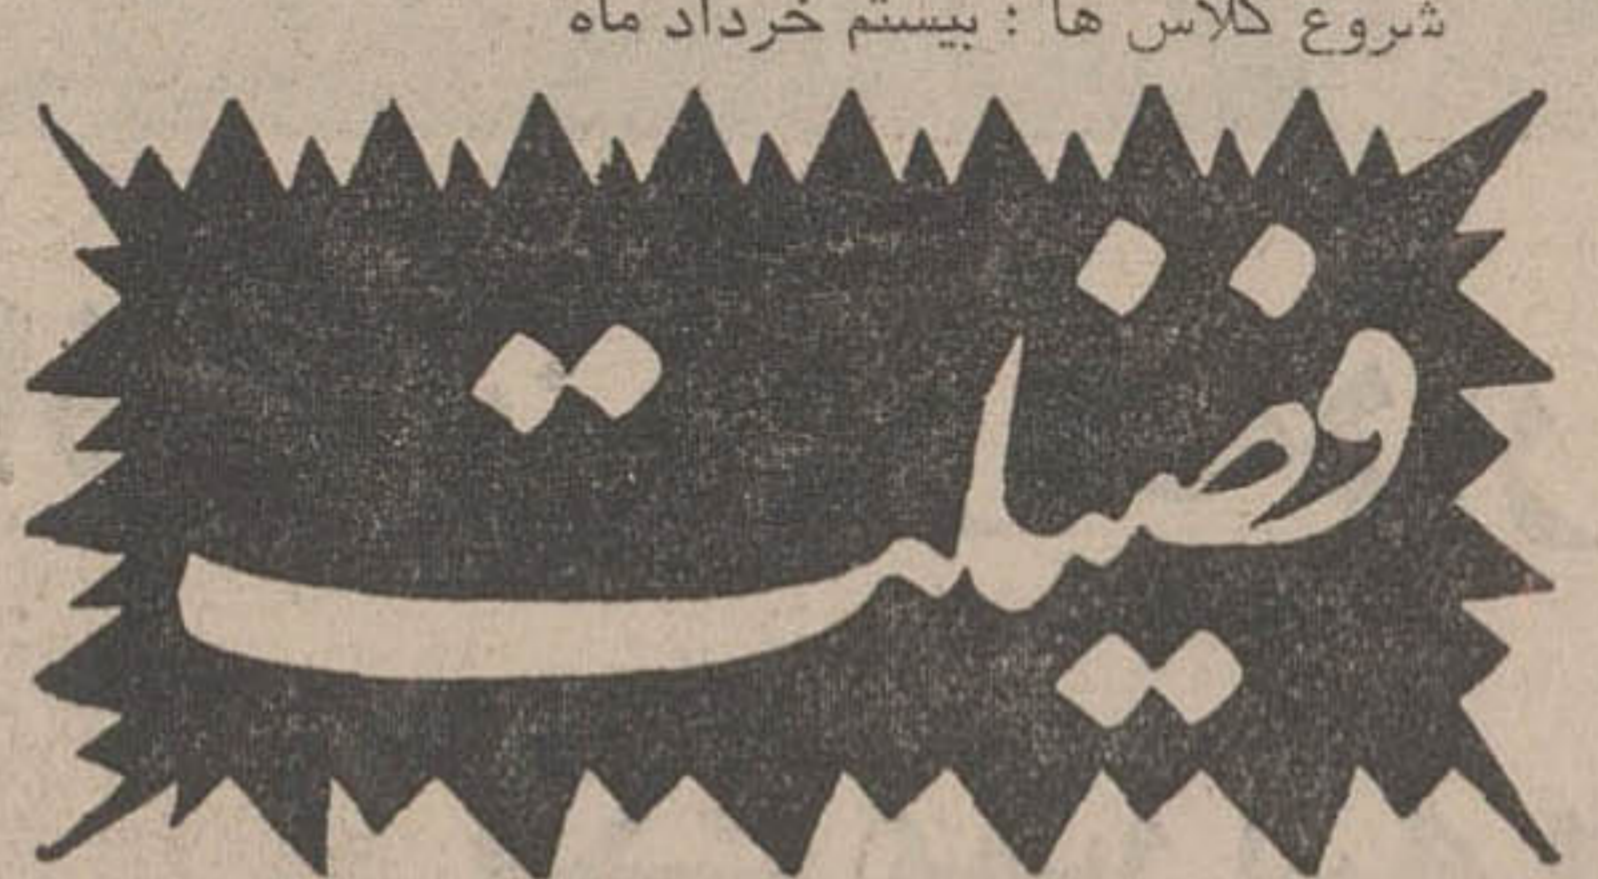 شروع کلاس ها : بیستم خرداد ماه
فضیلت